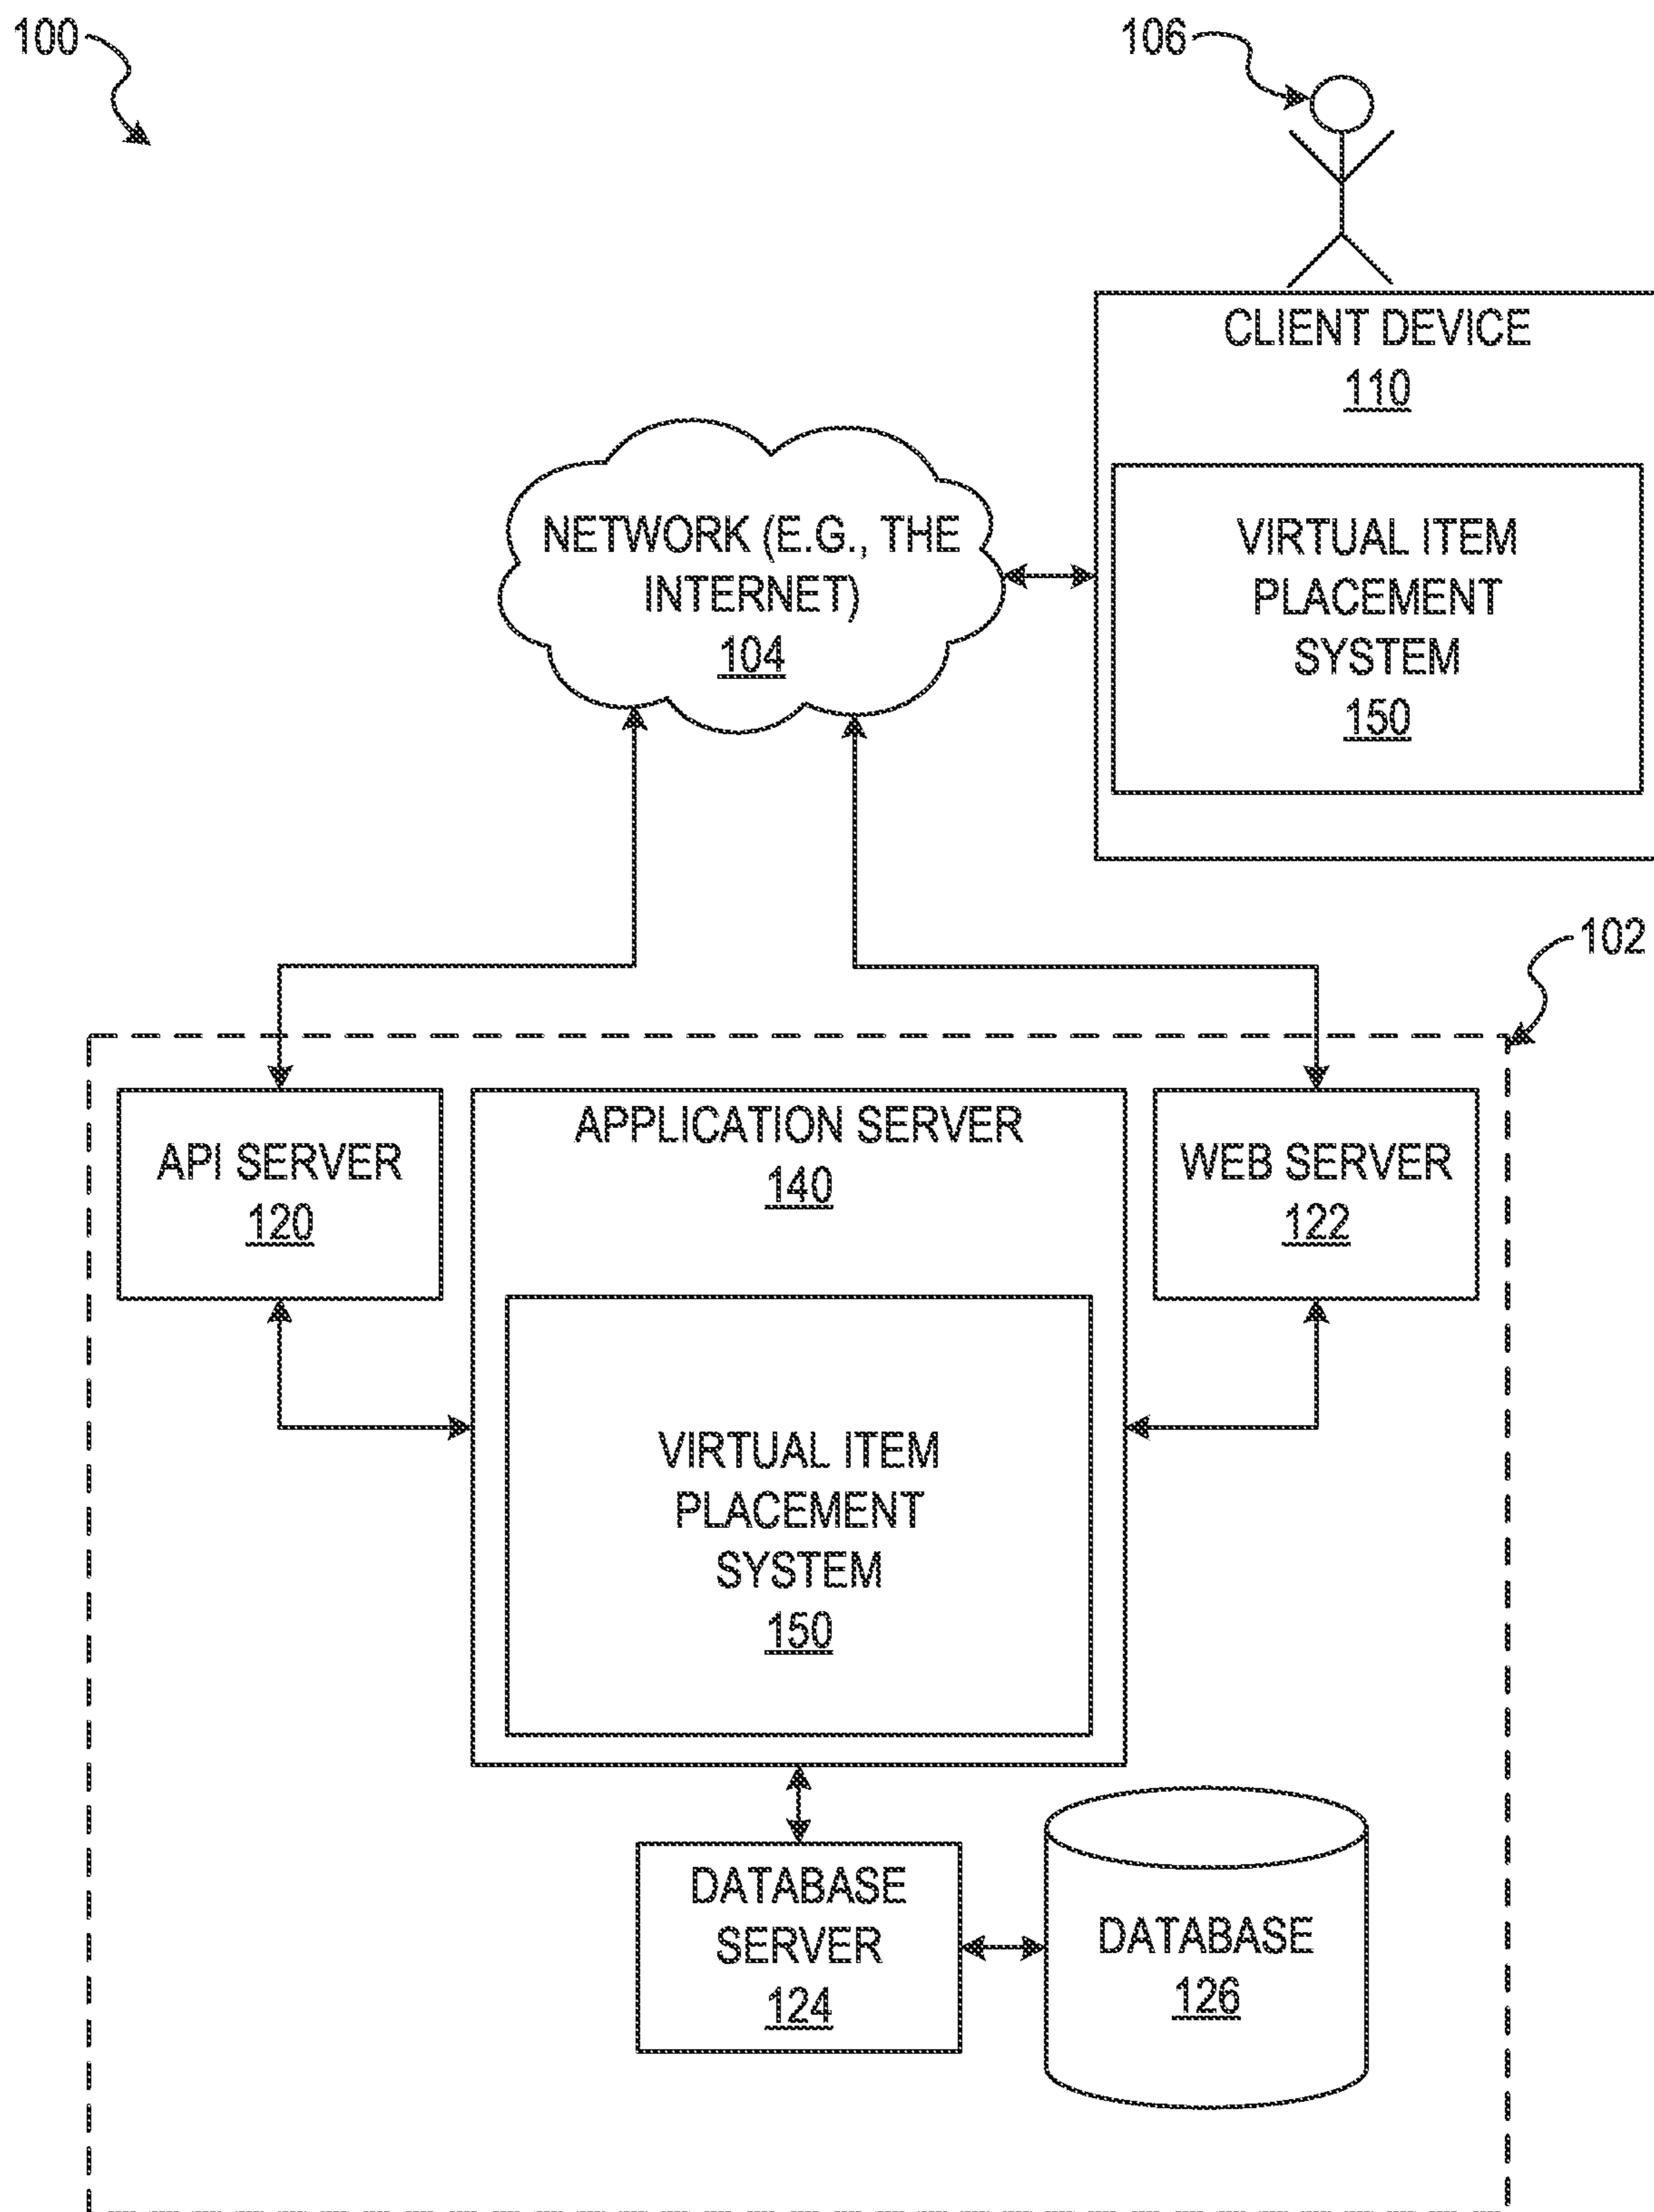 100
106
CLIENT DEVICE
110
NETWORK (E.G., THE
INTERNET)
104
VIRTUAL ITEM
PLACEMENT
SYSTEM
150
102
API SERVER
120
APPLICATION SERVER
140
WEB SERVER
122
VIRTUAL ITEM
PLACEMENT
SYSTEM
150
DATABASE
SERVER
124
DATABASE
126